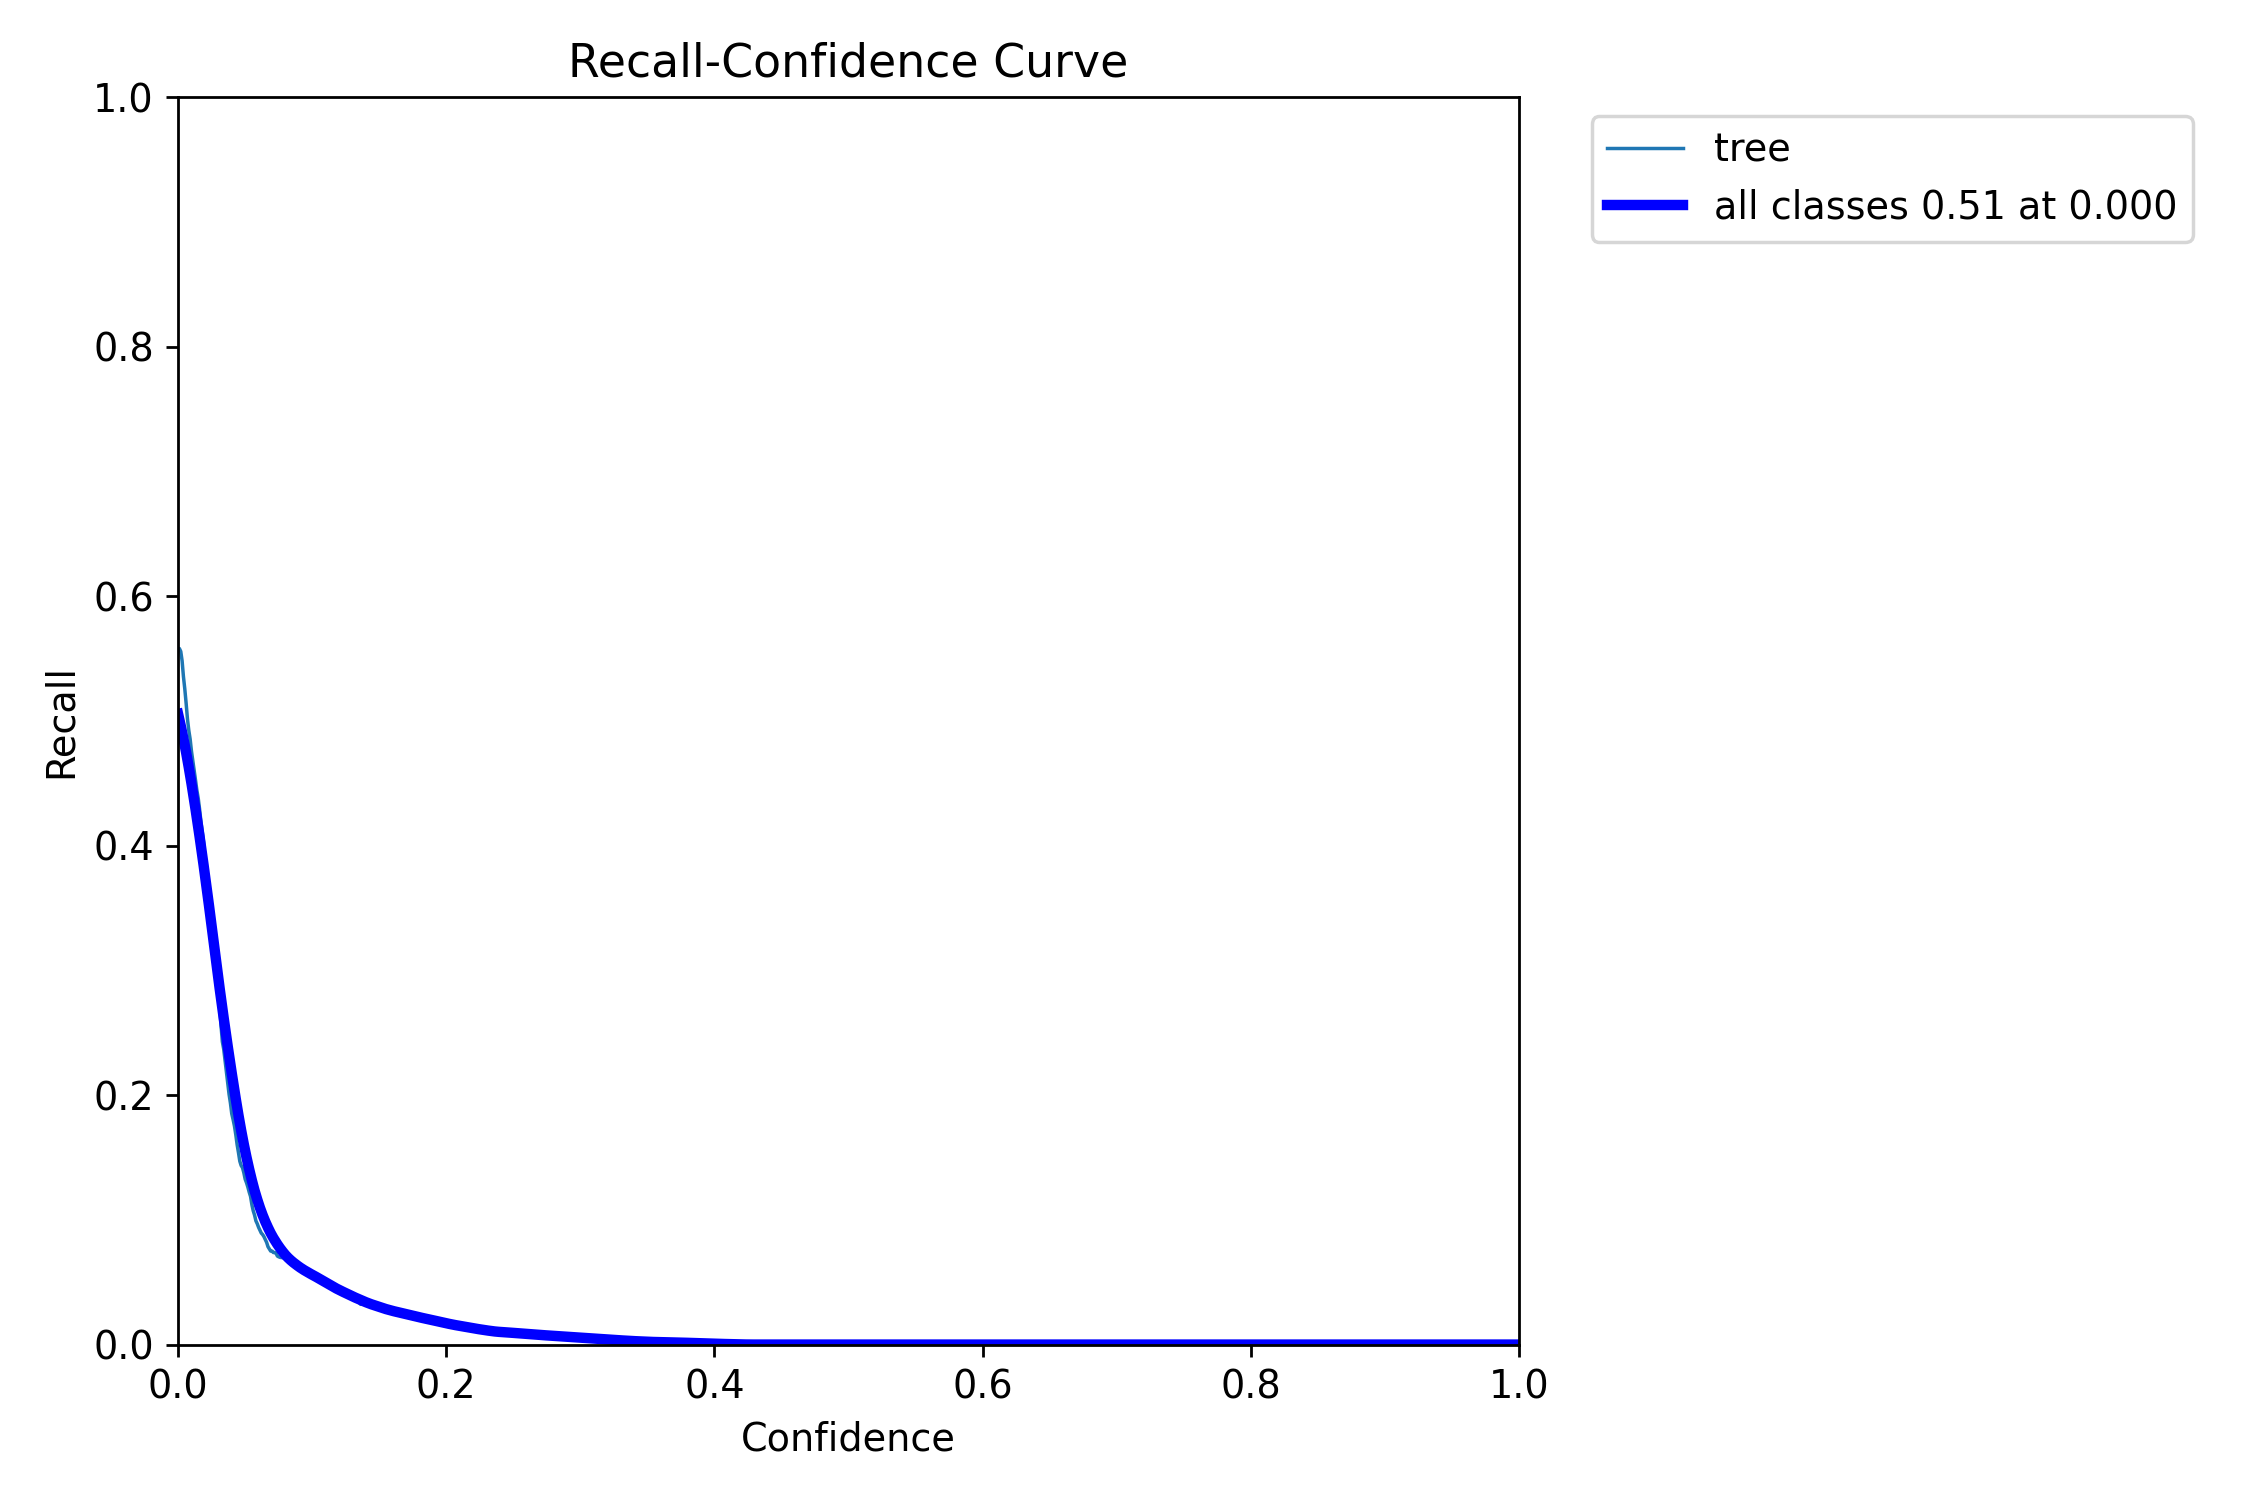 Recall-Confidence Curve
tree
all classes 0.51 at 0.000
Recall
1.0
0.8
0.6
0.4
0.2
0.0
0.0 0.2 0.4 0.6 0.8 1.0
Confidence